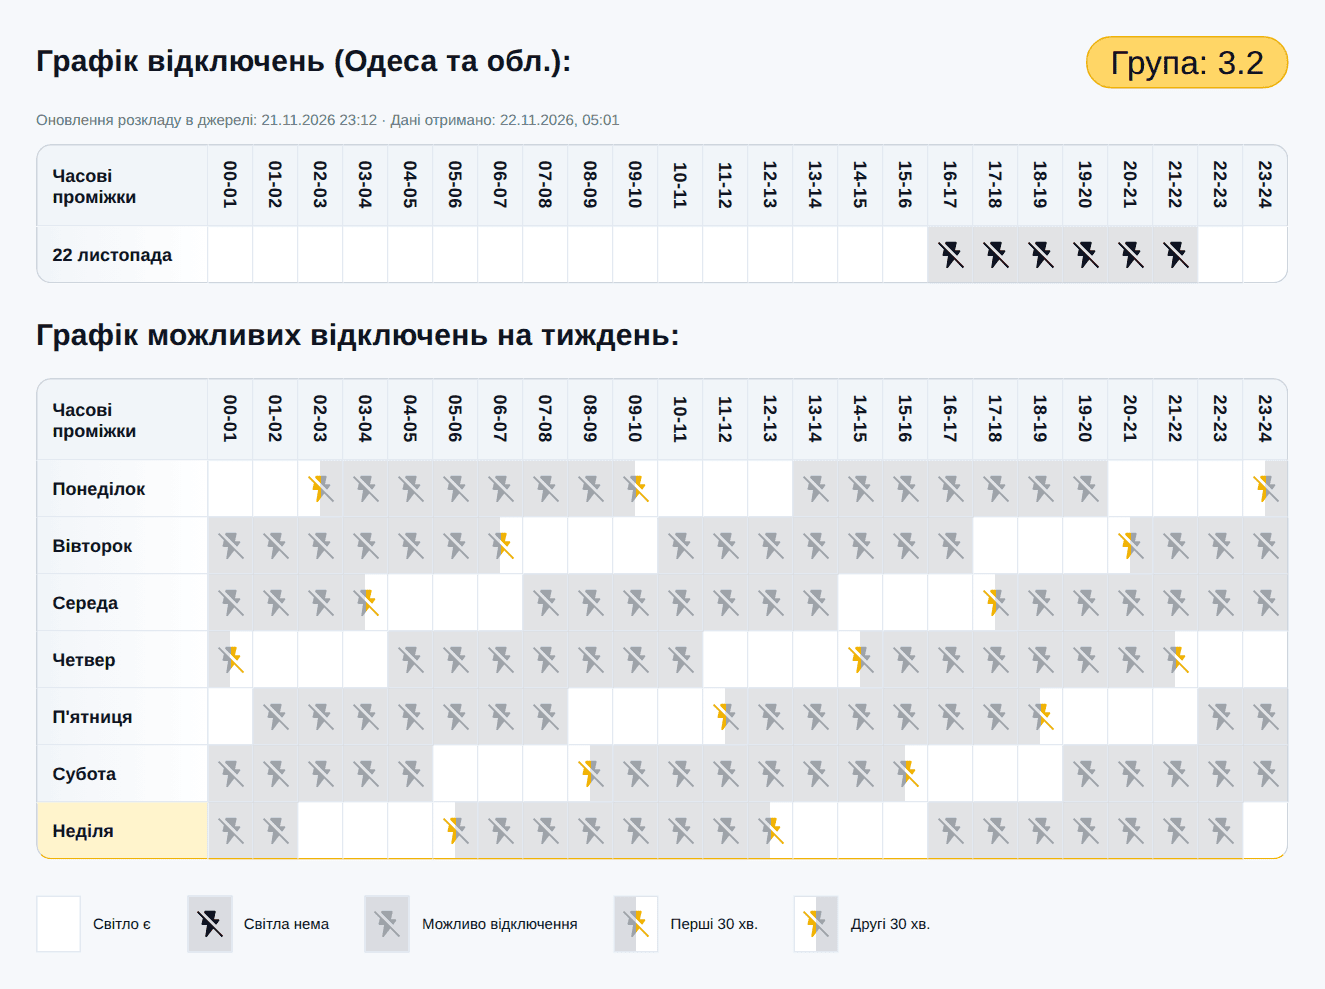 Графік відключень (Одеса та обл.):
Група: 3.2
Оновлення розкладу в джерелі: 21.11.2026 23:12 · Дані отримано: 22.11.2026, 05:01
Часові проміжки 00-01 01-02 02-03 03-04 04-05 05-06 06-07 07-08 08-09 09-10 10-11 11-12 12-13 13-14 14-15 15-16 16-17 17-18 18-19 19-20 20-21 21-22 22-23 23-24
22 листопада
Графік можливих відключень на тиждень:
Часові проміжки 00-01 01-02 02-03 03-04 04-05 05-06 06-07 07-08 08-09 09-10 10-11 11-12 12-13 13-14 14-15 15-16 16-17 17-18 18-19 19-20 20-21 21-22 22-23 23-24
Понеділок
Вівторок
Середа
Четвер
П'ятниця
Субота
Неділя
Світло є Світла нема Можливо відключення Перші 30 хв. Другі 30 хв.